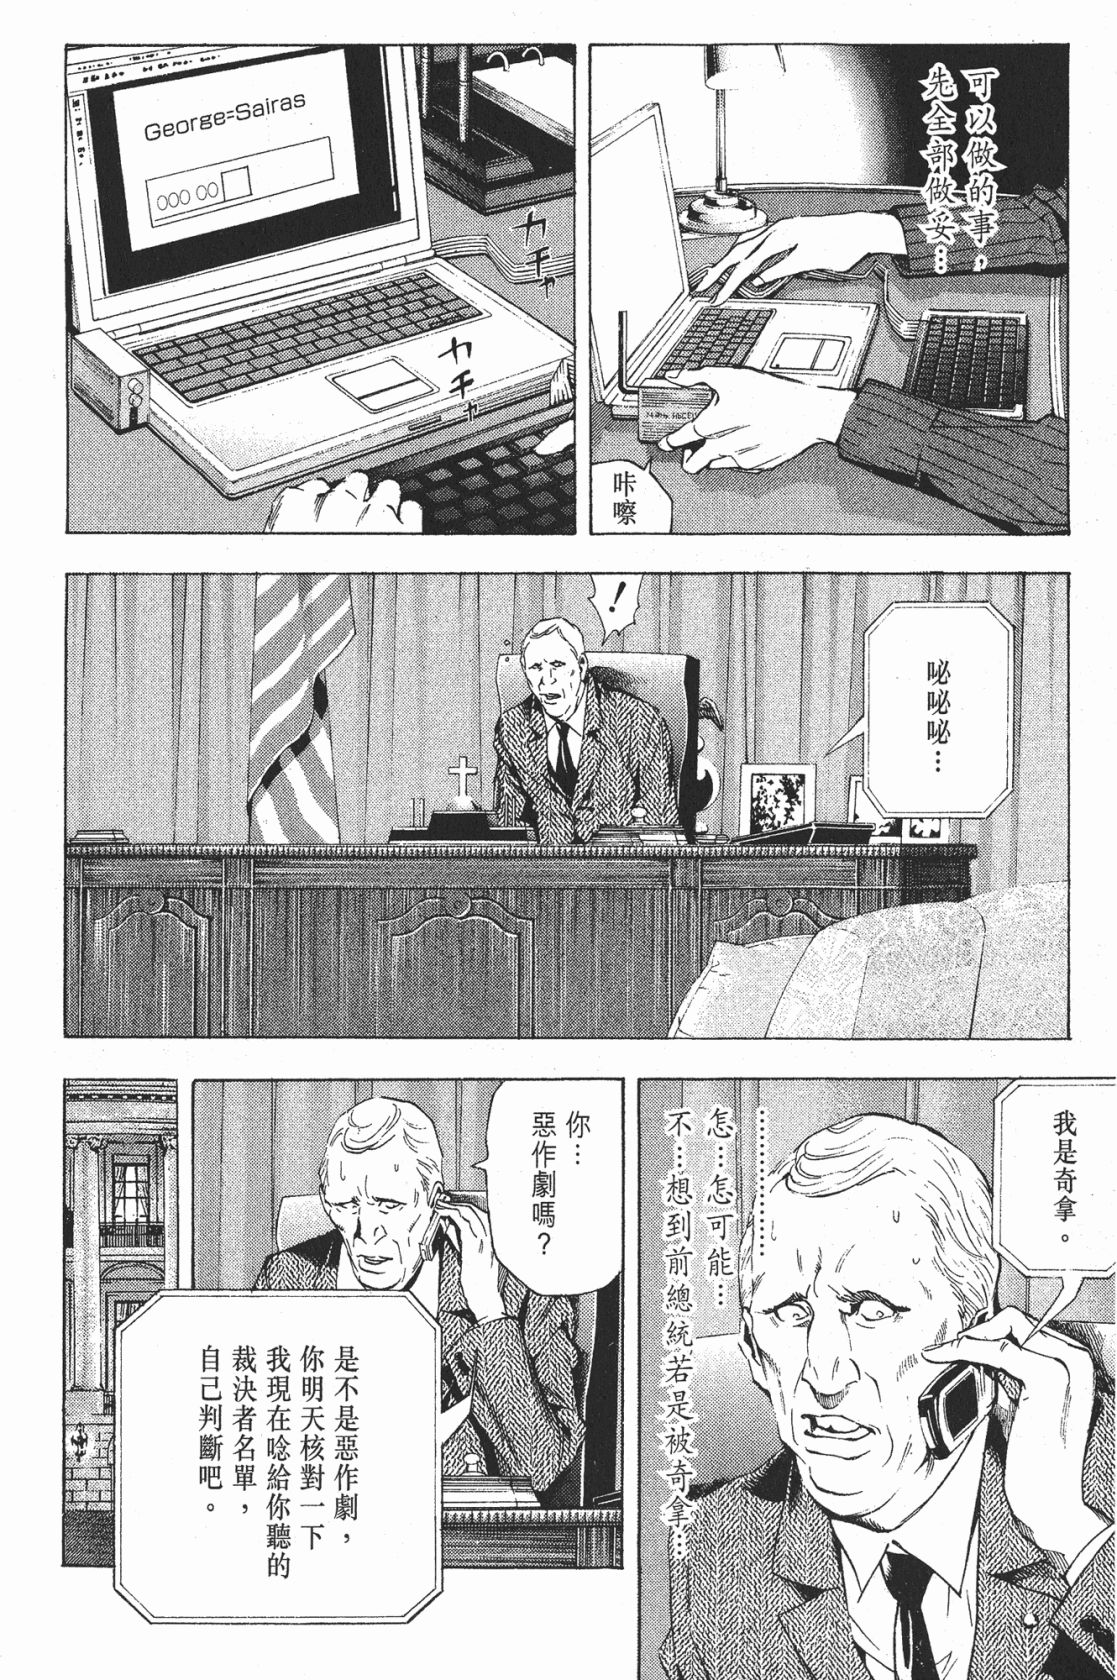 可以做的事，
先全部做妥…
咔嚓
George=Sairas
000 00
カチャ
カチャ
咇咇咇…
！
我是奇拿。
…………………
怎…怎可能…
不…想到前總統若是被奇拿…
你…
惡作劇嗎？
是不是惡作劇，
你明天核對一下
我現在唸給你聽的
裁決者名單，
自己判斷吧。